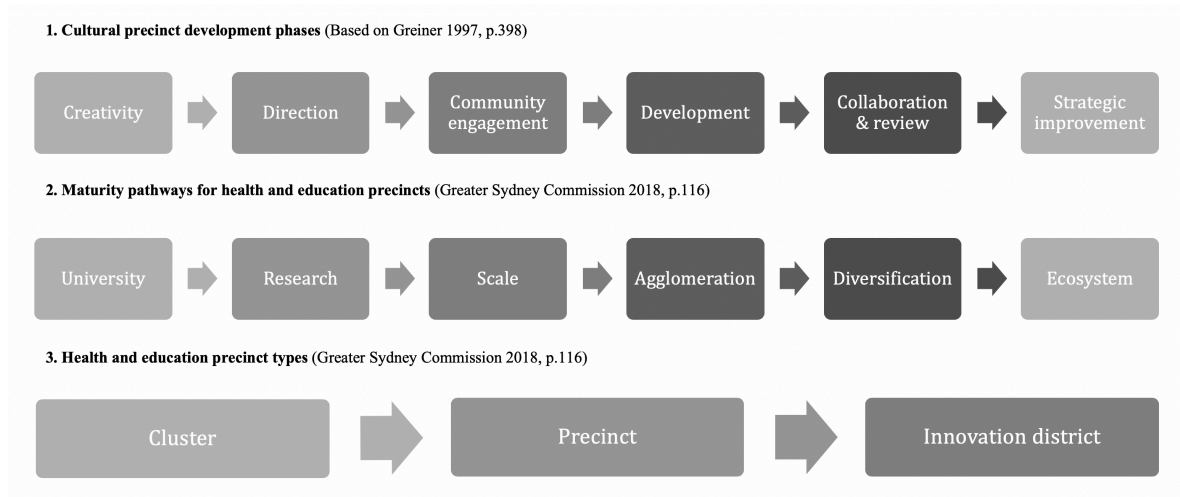 1. Cultural precinct development phases (Based on Greiner 1997, p.398)
Creativity
Direction
Community
engagement
Development
Collaboration
& review
Strategic
improvement
2. Maturity pathways for health and education precincts (Greater Sydney Commission 2018, p.116)
University
Research
Scale
Agglomeration
Diversification
Ecosystem
3. Health and education precinct types (Greater Sydney Commission 2018, p.116)
Cluster
Precinct
Innovation district